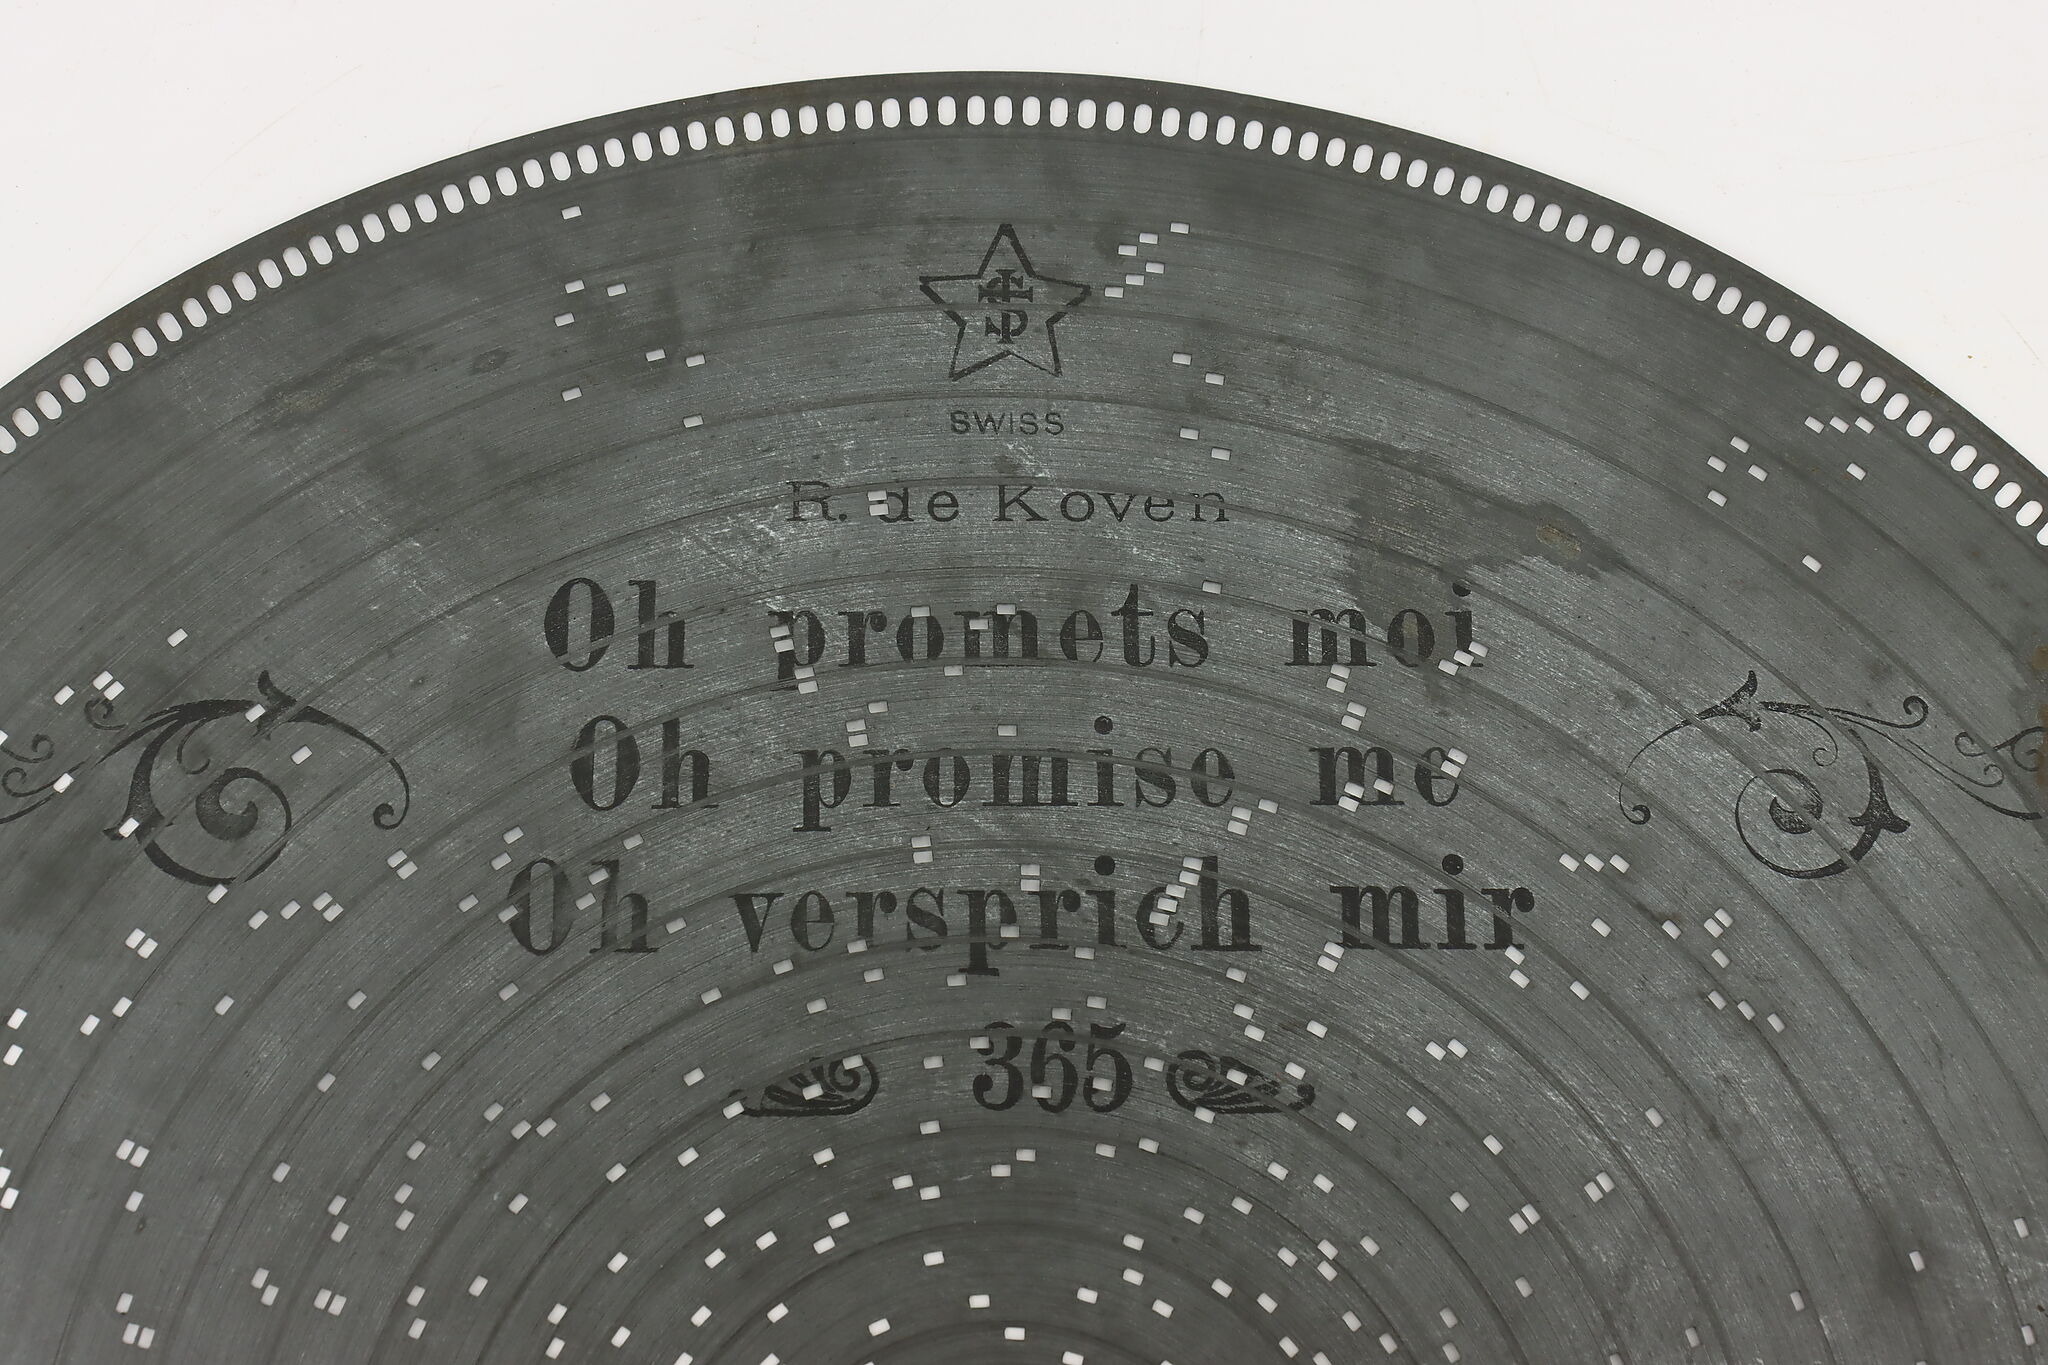 SWISS
R. de Koven
Oh promets moi
Oh promise me
Oh versprich mir
365